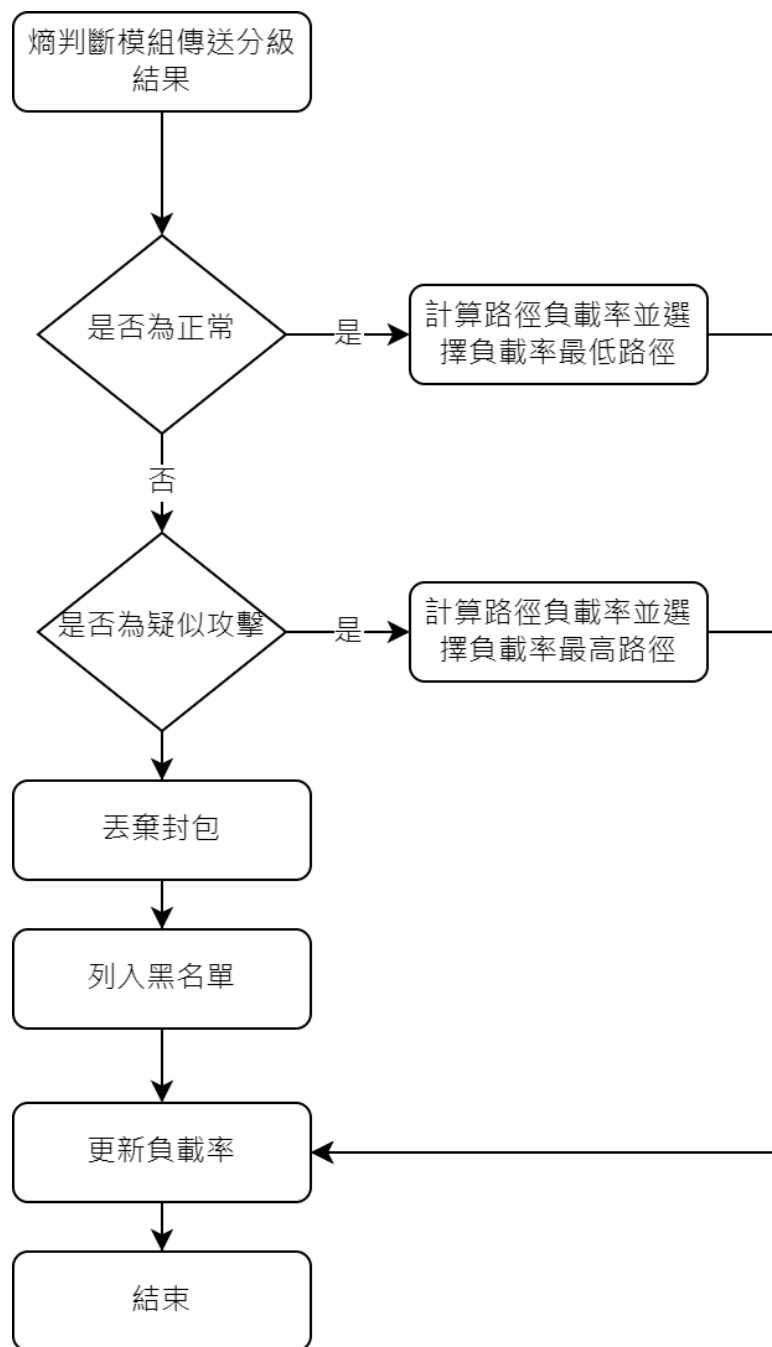 熵判斷模組傳送分級
結果
是否為正常
是
計算路徑負載率並選
擇負載率最低路徑
否
是否為疑似攻擊
是
計算路徑負載率並選
擇負載率最高路徑
丟棄封包
列入黑名單
更新負載率
結束